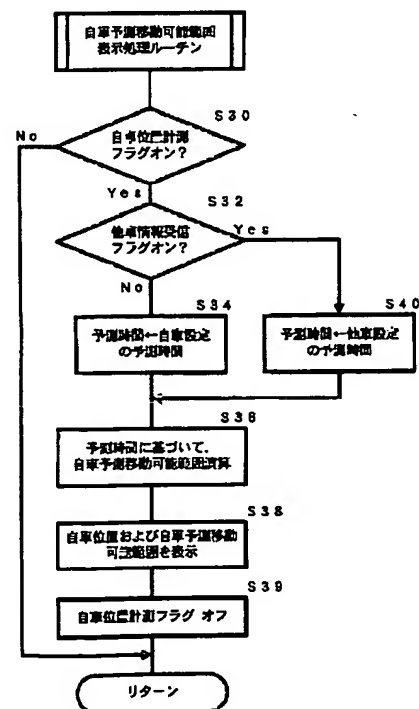 自車予測移動可能範囲
表示処理ルーチン
S30
No
自車位置計測
フラグオン?
Yes
S32
他車情報受信
フラグオン?
Yes
No
S34
S40
予測時間←自車設定
の予測時間
予測時間←他車設定
の予測時間
S36
予測時間に基づいて、
自車予測移動可能範囲演算
S38
自車位置および自車予測移動
可能範囲を表示
S39
自車位置計測フラグ オフ
リターン